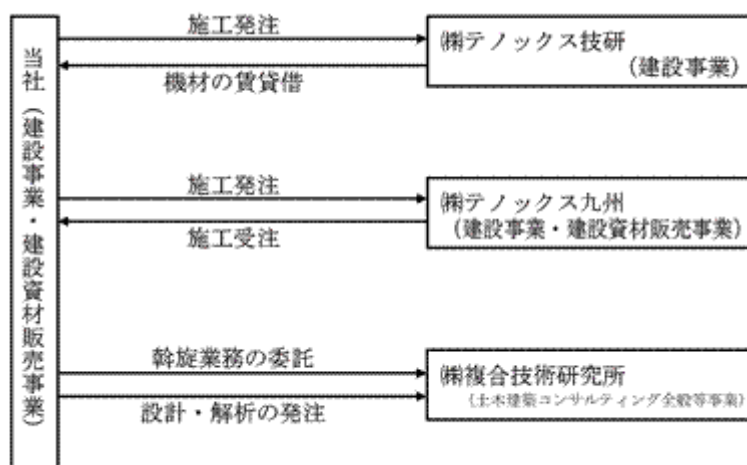 当社（建設事業・建設資材販売事業）
施工発注
機材の賃貸借
㈱テノックス技研
（建設事業）
施工発注
施工受注
㈱テノックス九州
（建設事業・建設資材販売事業）
斡旋業務の委託
設計・解析の発注
㈱複合技術研究所
（土木建築コンサルティング全般等事業）